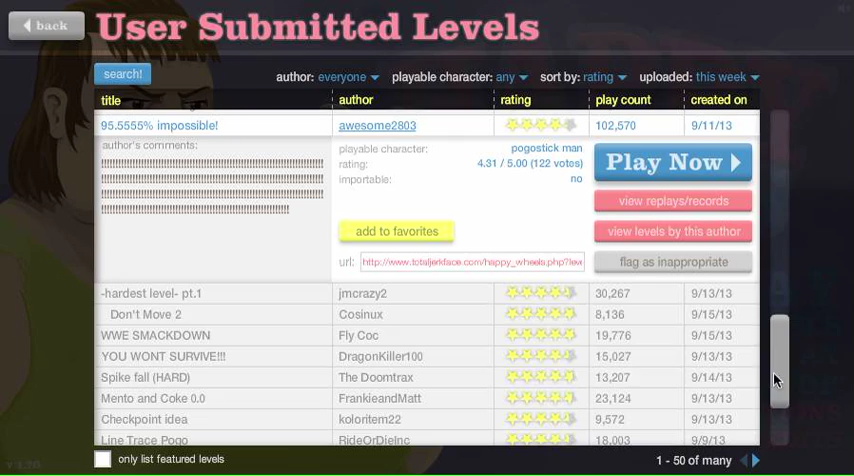 back
User Submitted Levels
search!
author: everyone playable character: any sort by: rating uploaded: this week
title author rating play count created on
95.5555% impossible! awesome2803 102,570 9/11/13
author's comments:
playable character: pogostick man
rating: 4.31 / 5.00 (122 votes)
importable: no
Play Now
view replays/records
add to favorites
view levels by this author
url: http://www.totaljerkface.com/happy_wheels.php?leve
flag as inappropriate
-hardest level- pt.1 jmcrazy2 30,267 9/13/13
Don't Move 2 Cosinux 8,136 9/15/13
WWE SMACKDOWN Fly Coc 19,776 9/15/13
YOU WONT SURVIVE!!! DragonKiller100 15,027 9/13/13
Spike fall (HARD) The Doomtrax 13,207 9/14/13
Mento and Coke 0.0 FrankieandMatt 23,124 9/13/13
Checkpoint idea koloritem22 9,572 9/13/13
Line Trace Pogo RideOrDieInc 18,003 9/9/13
only list featured levels 1 - 50 of many